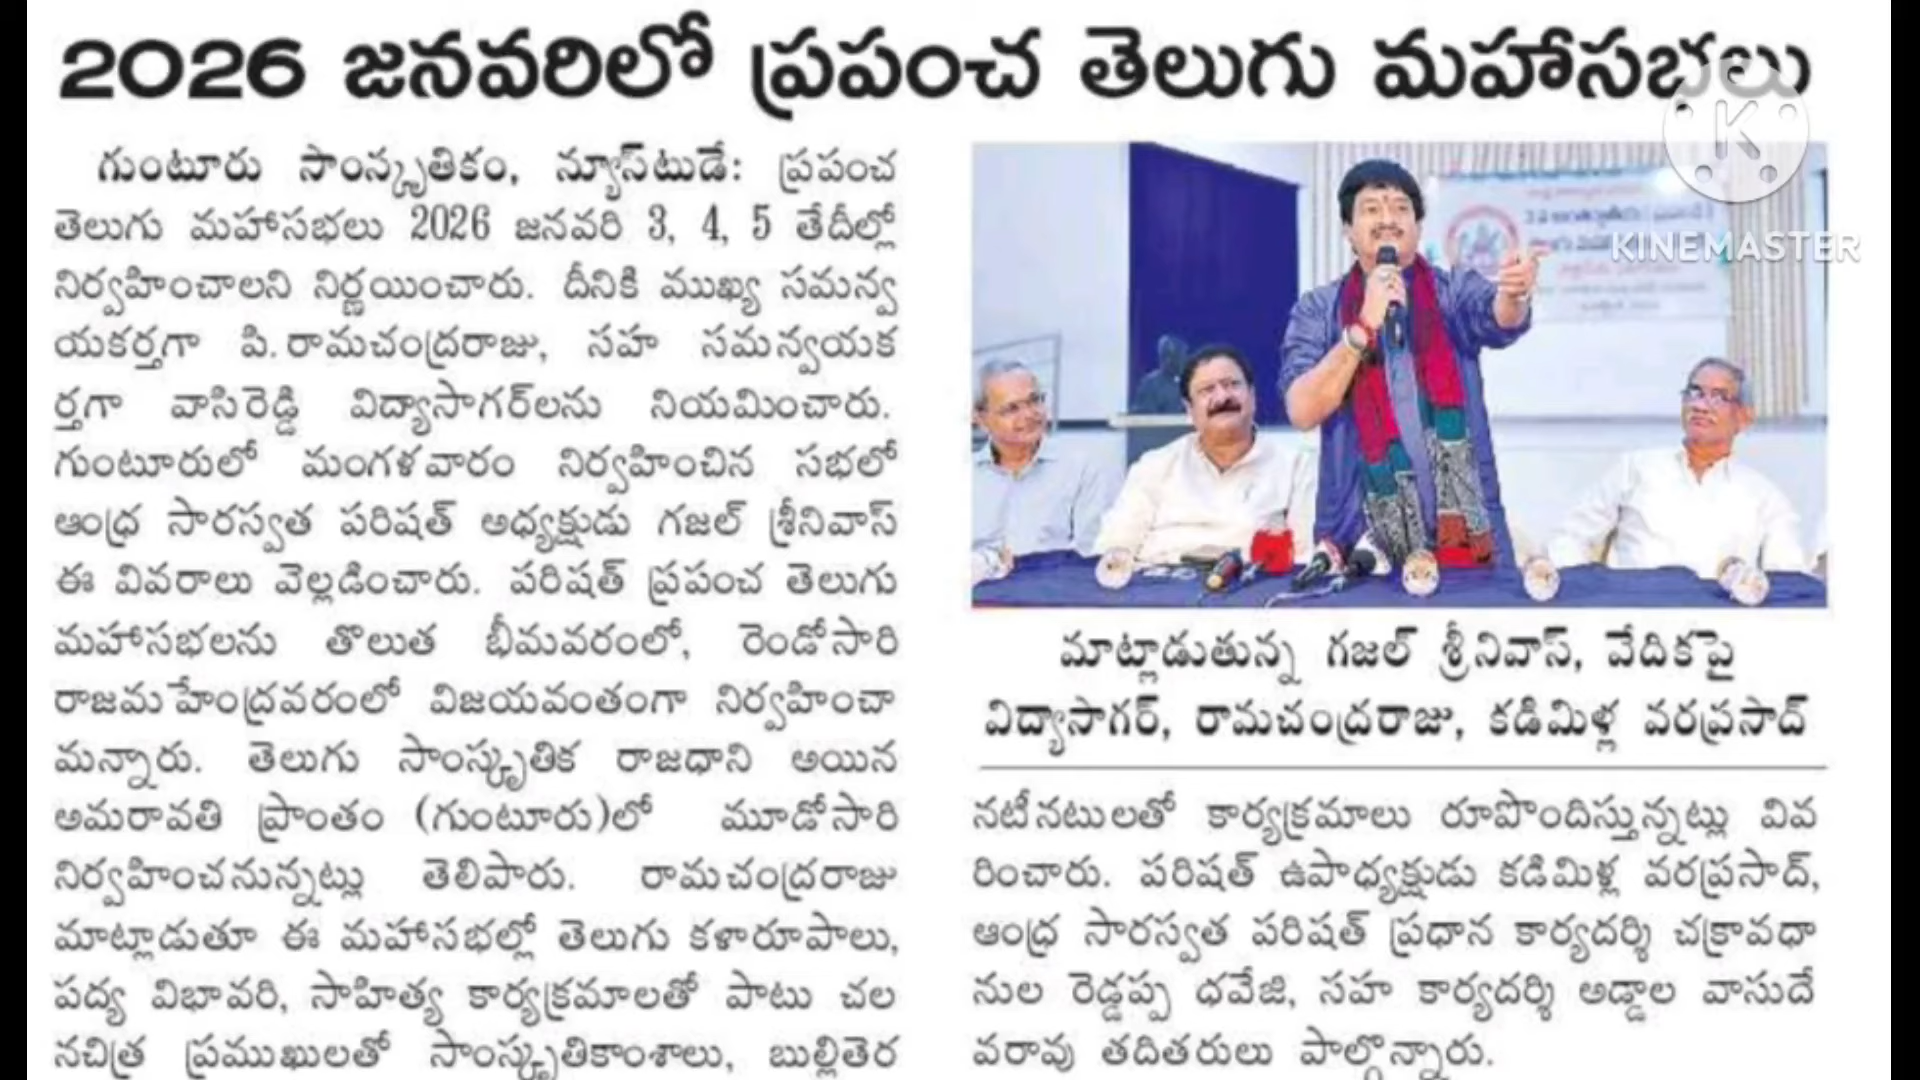 2026 జనవరిలో ప్రపంచ తెలుగు మహాసభలు
గుంటూరు సాంస్కృతికం, న్యూస్‌టుడే: ప్రపంచ
తెలుగు మహాసభలు 2026 జనవరి 3, 4, 5 తేదీల్లో
నిర్వహించాలని నిర్ణయించారు. దీనికి ముఖ్య సమన్వ
యకర్తగా పి.రామచంద్రరాజు, సహ సమన్వయక
ర్తగా వాసిరెడ్డి విద్యాసాగర్‌లను నియమించారు.
గుంటూరులో మంగళవారం నిర్వహించిన సభలో
ఆంధ్ర సారస్వత పరిషత్ అధ్యక్షుడు గజల్ శ్రీనివాస్
ఈ వివరాలు వెల్లడించారు. పరిషత్ ప్రపంచ తెలుగు
మహాసభలను తొలుత భీమవరంలో, రెండోసారి
రాజమహేంద్రవరంలో విజయవంతంగా నిర్వహించా
మన్నారు. తెలుగు సాంస్కృతిక రాజధాని అయిన
అమరావతి ప్రాంతం (గుంటూరు)లో మూడోసారి
నిర్వహించనున్నట్లు తెలిపారు. రామచంద్రరాజు
మాట్లాడుతూ ఈ మహాసభల్లో తెలుగు కళారూపాలు,
పద్య విభావరి, సాహిత్య కార్యక్రమాలతో పాటు చల
నచిత్ర ప్రముఖులతో సాంస్కృతికాంశాలు, బుల్లితెర
మాట్లాడుతున్న గజల్ శ్రీనివాస్, వేదికపై
విద్యాసాగర్, రామచంద్రరాజు, కడిమిళ్ల వరప్రసాద్
నటీనటులతో కార్యక్రమాలు రూపొందిస్తున్నట్లు వివ
రించారు. పరిషత్ ఉపాధ్యక్షుడు కడిమిళ్ల వరప్రసాద్,
ఆంధ్ర సారస్వత పరిషత్ ప్రధాన కార్యదర్శి చక్రావధా
నుల రెడ్డప్ప ధవేజి, సహ కార్యదర్శి అడ్డాల వాసుదే
వరావు తదితరులు పాల్గొన్నారు.
K
KINEMASTER